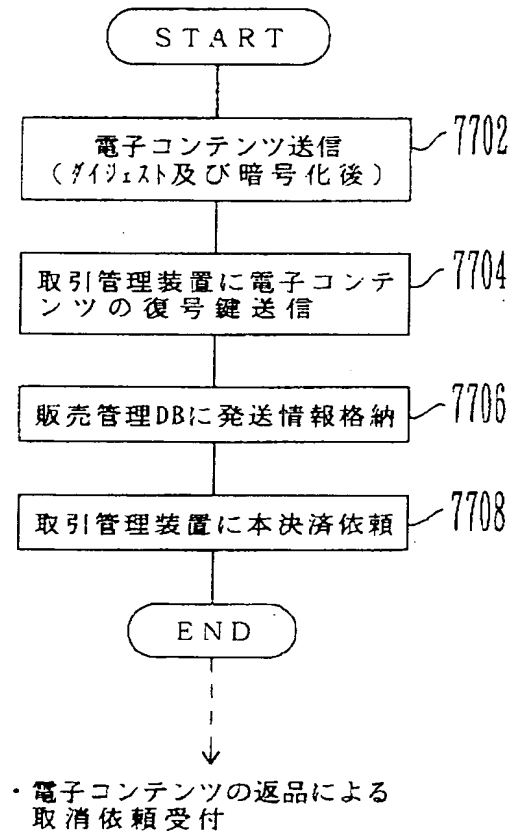 START
電子コンテンツ送信
(ダイジェスト及び暗号化後)
7702
取引管理装置に電子コンテ
ンツの復号鍵送信
7704
販売管理DBに発送情報格納
7706
取引管理装置に本決済依頼
7708
END
・電子コンテンツの返品による
取消依頼受付